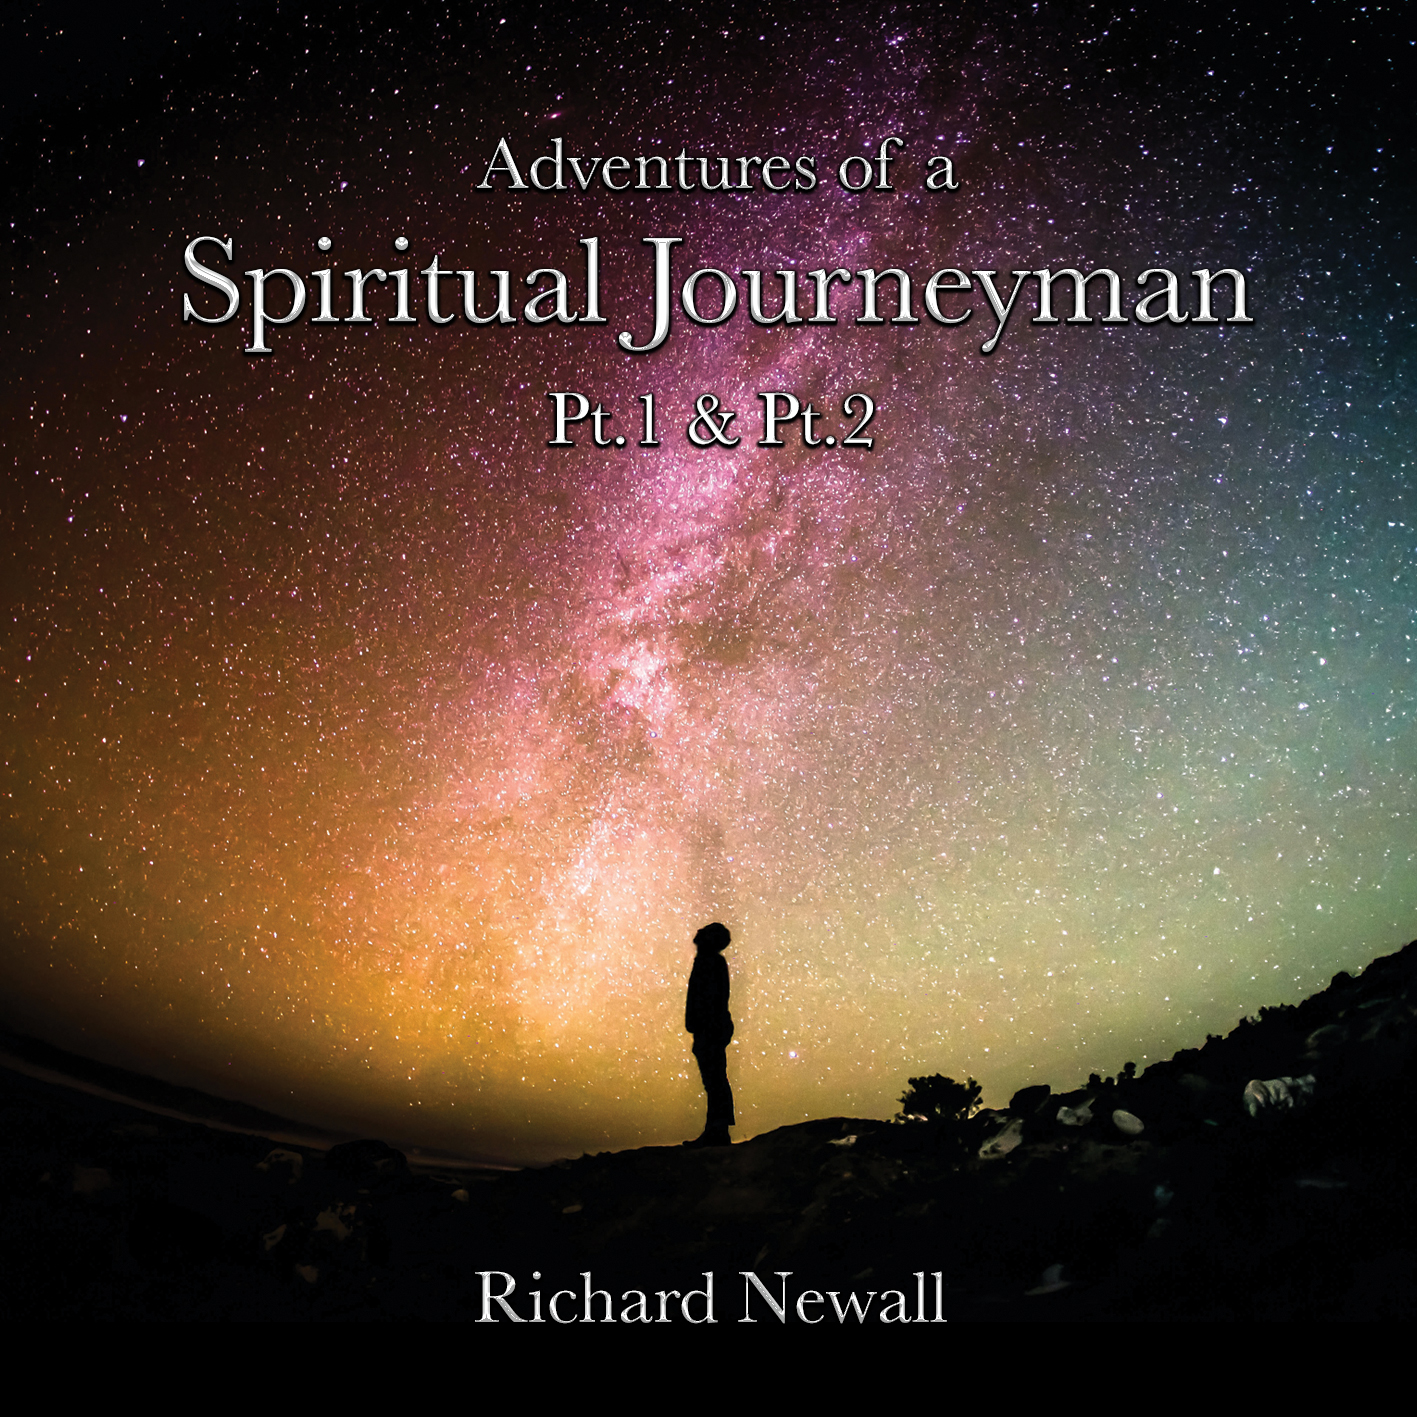 Adventures of a
Spiritual Journeyman
Pt.1 & Pt.2
Richard Newall